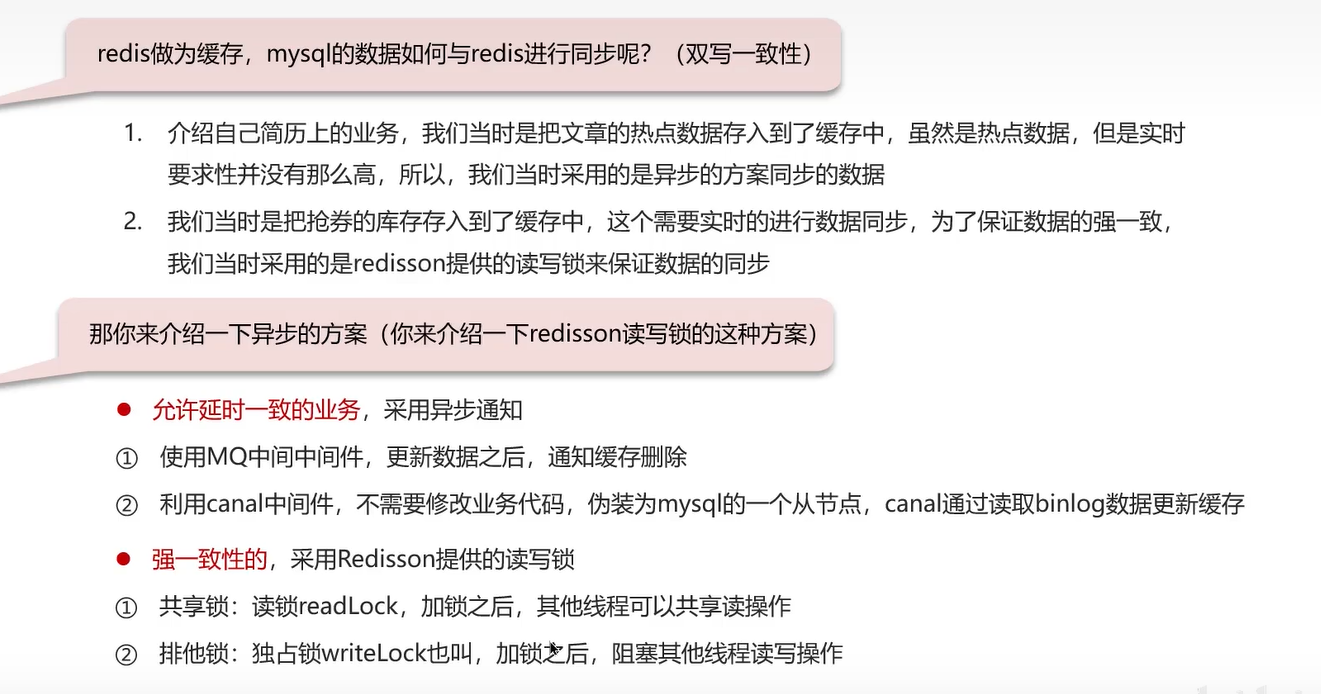 redis做为缓存，mysql的数据如何与redis进行同步呢？（双写一致性）
1. 介绍自己简历上的业务，我们当时是把文章的热点数据存入到了缓存中，虽然是热点数据，但是实时
要求性并没有那么高，所以，我们当时采用的是异步的方案同步的数据
2. 我们当时是把抢券的库存存入到了缓存中，这个需要实时的进行数据同步，为了保证数据的强一致，
我们当时采用的是redisson提供的读写锁来保证数据的同步
那你来介绍一下异步的方案（你来介绍一下redisson读写锁的这种方案）
● 允许延时一致的业务，采用异步通知
① 使用MQ中间中间件，更新数据之后，通知缓存删除
② 利用canal中间件，不需要修改业务代码，伪装为mysql的一个从节点，canal通过读取binlog数据更新缓存
● 强一致性的，采用Redisson提供的读写锁
① 共享锁：读锁readLock，加锁之后，其他线程可以共享读操作
② 排他锁：独占锁writeLock也叫，加锁之后，阻塞其他线程读写操作